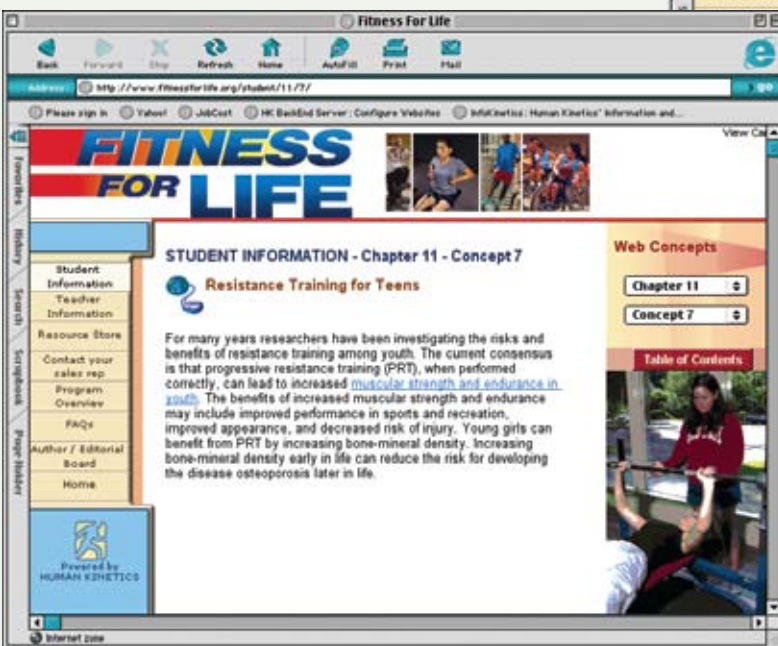 Fitness For Life
Back Forward Stop Refresh Home AutoFill Print Mail
Address: http://www.fitnessforlife.org/student/11/7/ go
Please sign in Yahoo! JobCost HK BackEnd Server: Configure Websites InfoKinetics: Human Kinetics' Information and...
Favorites
History
Search
Scrapbook
Page Holder
FITNESS
FOR LIFE
View Ca
Student
Information
Teacher
Information
Resource Store
Contact your
sales rep
Program
Overview
FAQs
Author / Editorial
Board
Home
Powered by
HUMAN KINETICS
STUDENT INFORMATION - Chapter 11 - Concept 7
Resistance Training for Teens
For many years researchers have been investigating the risks and
benefits of resistance training among youth. The current consensus
is that progressive resistance training (PRT), when performed
correctly, can lead to increased muscular strength and endurance in
youth. The benefits of increased muscular strength and endurance
may include improved performance in sports and recreation,
improved appearance, and decreased risk of injury. Young girls can
benefit from PRT by increasing bone-mineral density. Increasing
bone-mineral density early in life can reduce the risk for developing
the disease osteoporosis later in life.
Web Concepts
Chapter 11
Concept 7
Table of Contents
Internet zone